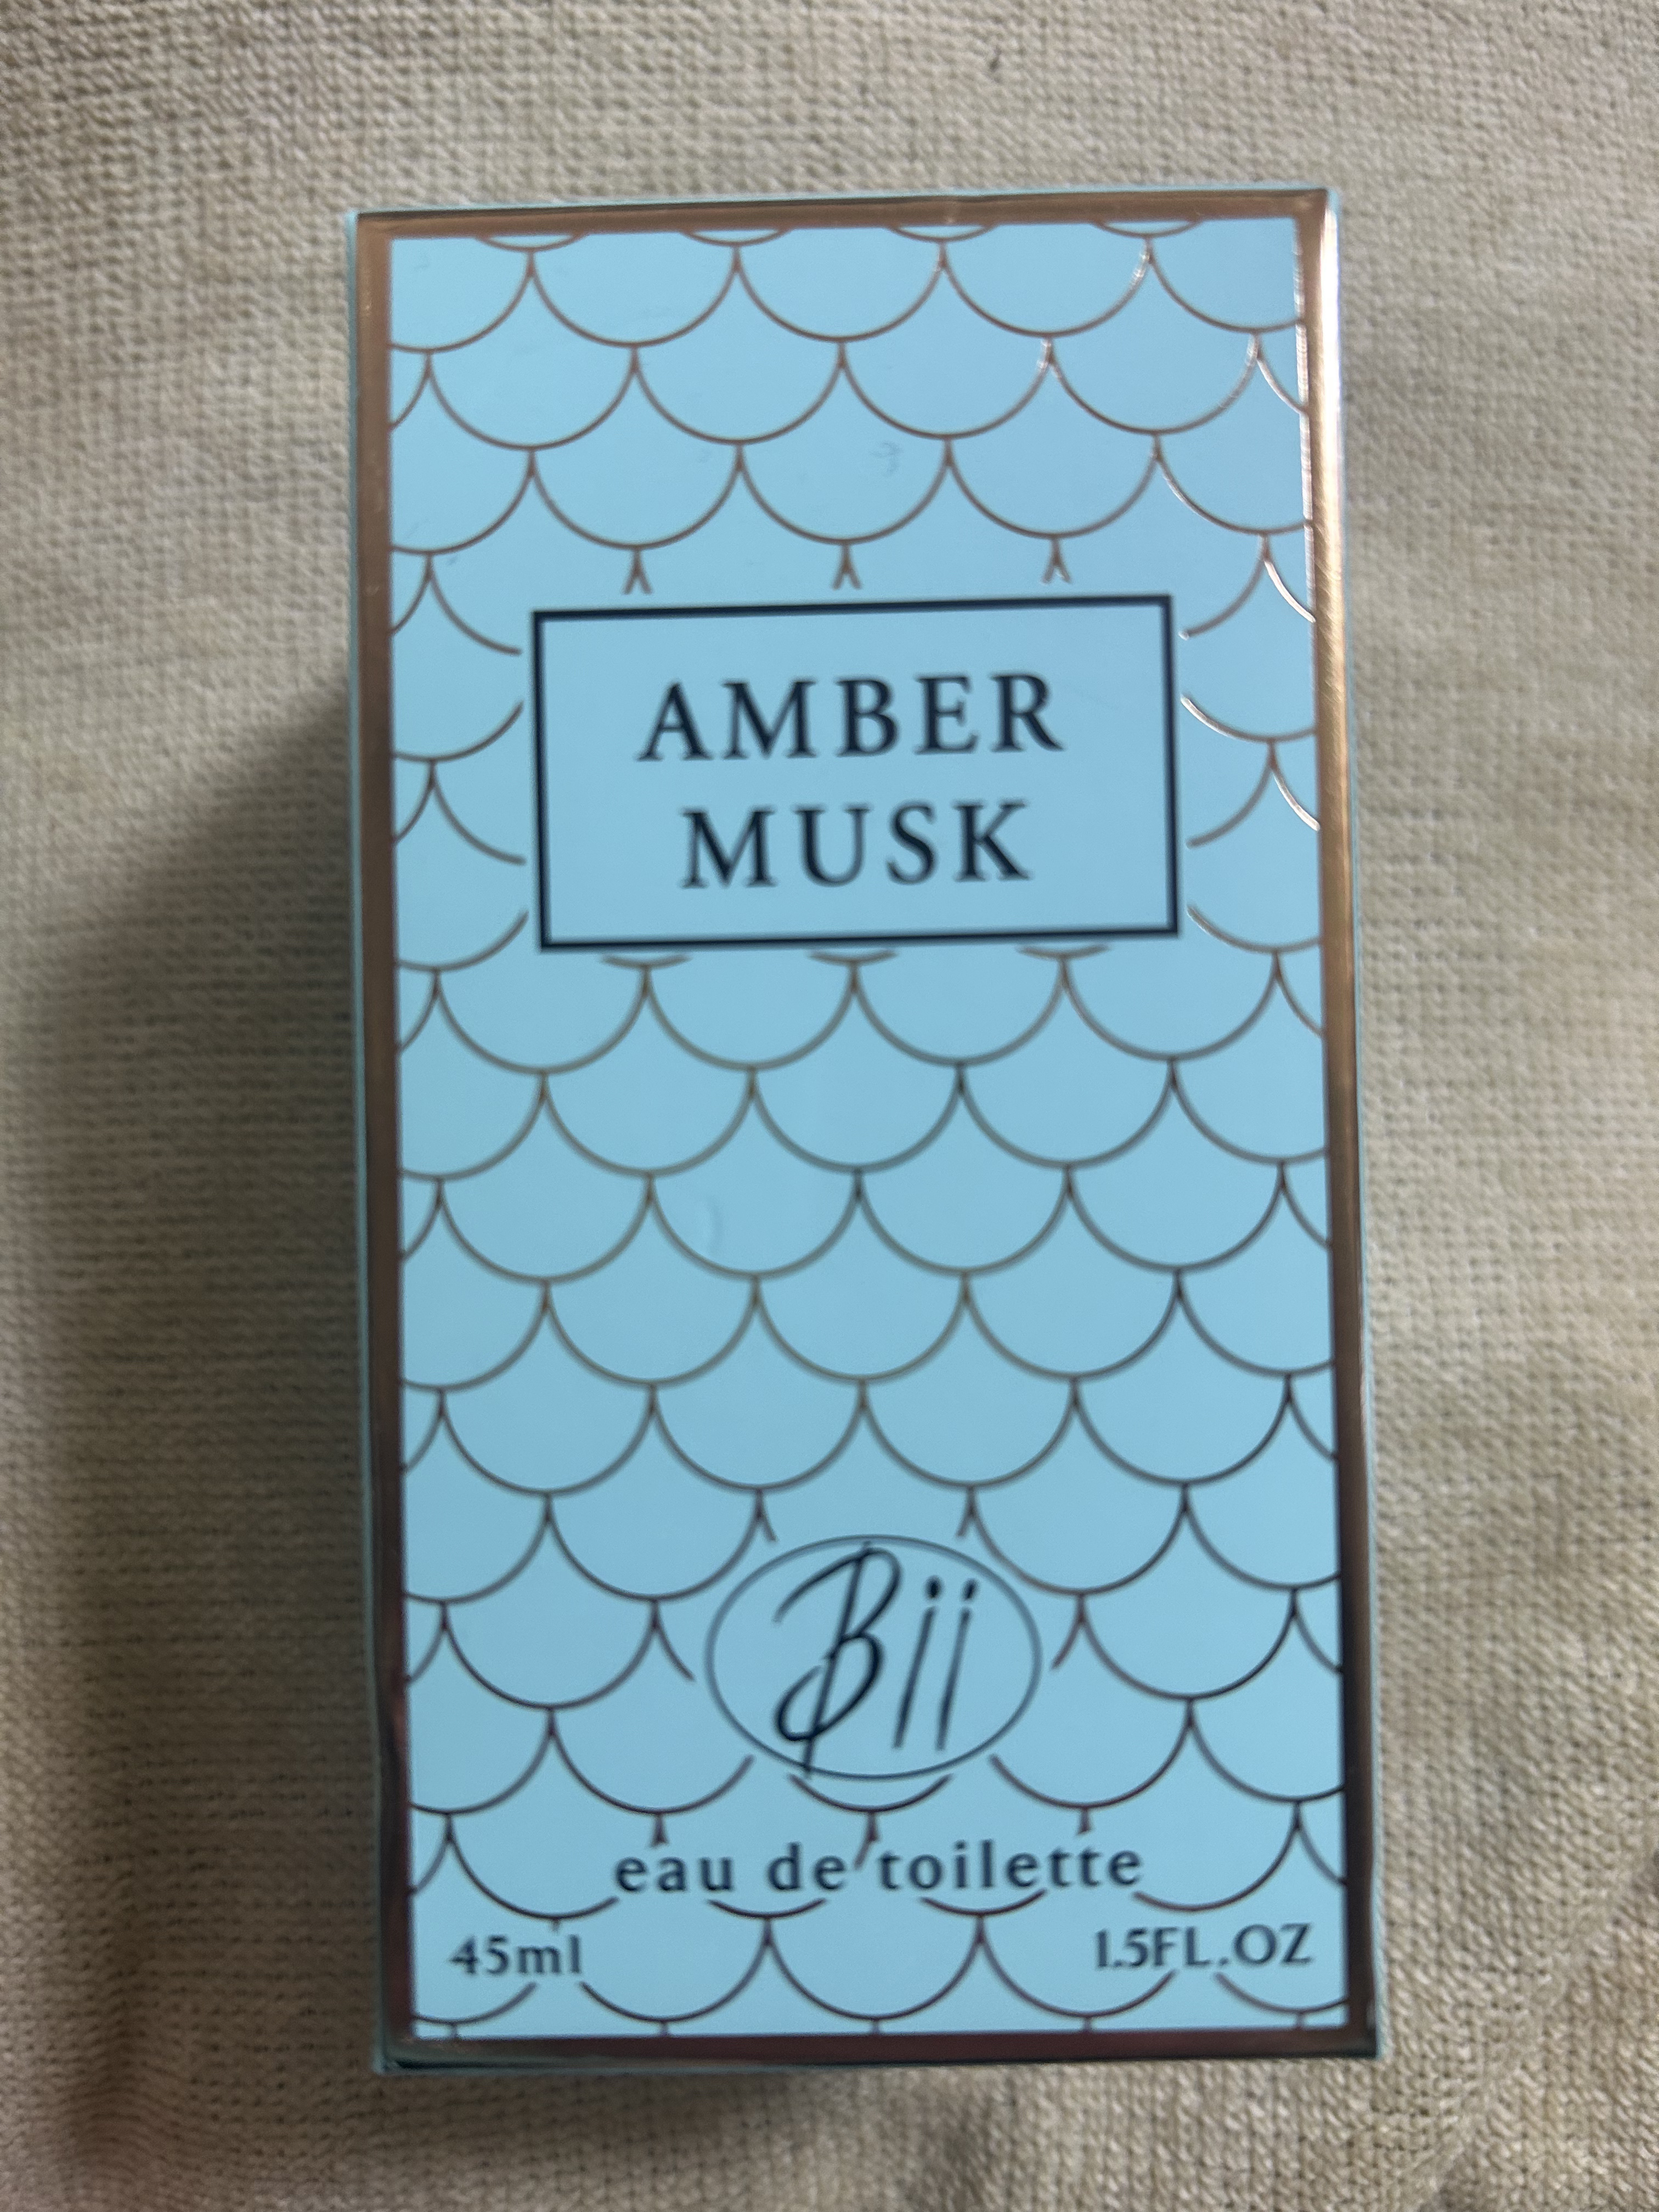 AMBER
MUSK
Bii
eau de toilette
45ml
1.5FL.OZ